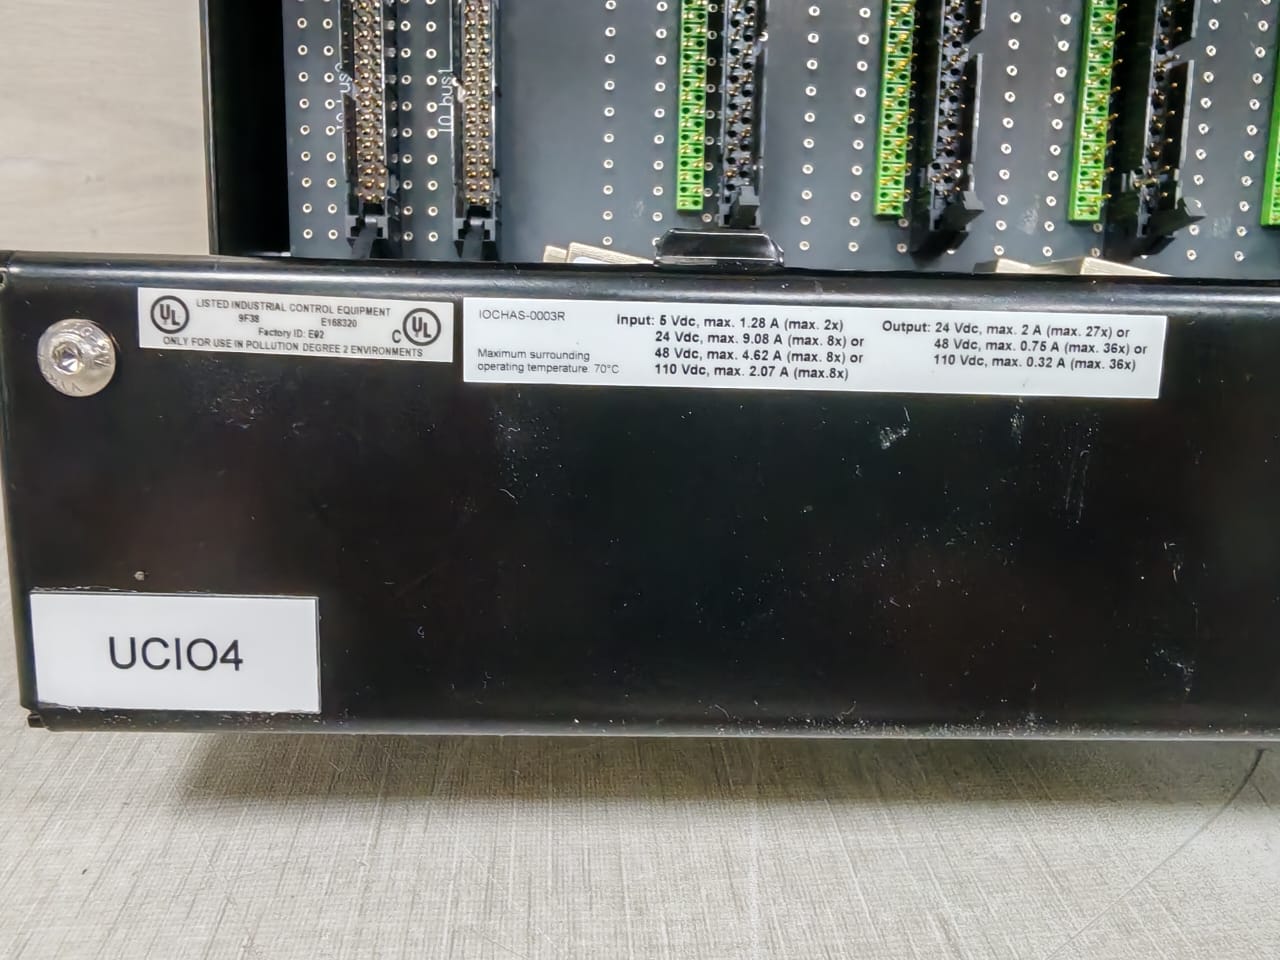 IO bus1
UL
LISTED INDUSTRIAL CONTROL EQUIPMENT
9F38 E168320
Factory ID: E02
C UL
ONLY FOR USE IN POLLUTION DEGREE 2 ENVIRONMENTS
IOCHAS-0003R
Maximum surrounding
operating temperature 70°C
Input: 5 Vdc, max. 1.28 A (max. 2x)
24 Vdc, max. 9.08 A (max. 8x) or
48 Vdc, max. 4.62 A (max. 8x) or
110 Vdc, max. 2.07 A (max.8x)
Output: 24 Vdc, max. 2 A (max. 27x) or
48 Vdc, max. 0.75 A (max. 36x) or
110 Vdc, max. 0.32 A (max. 36x)
UCIO4